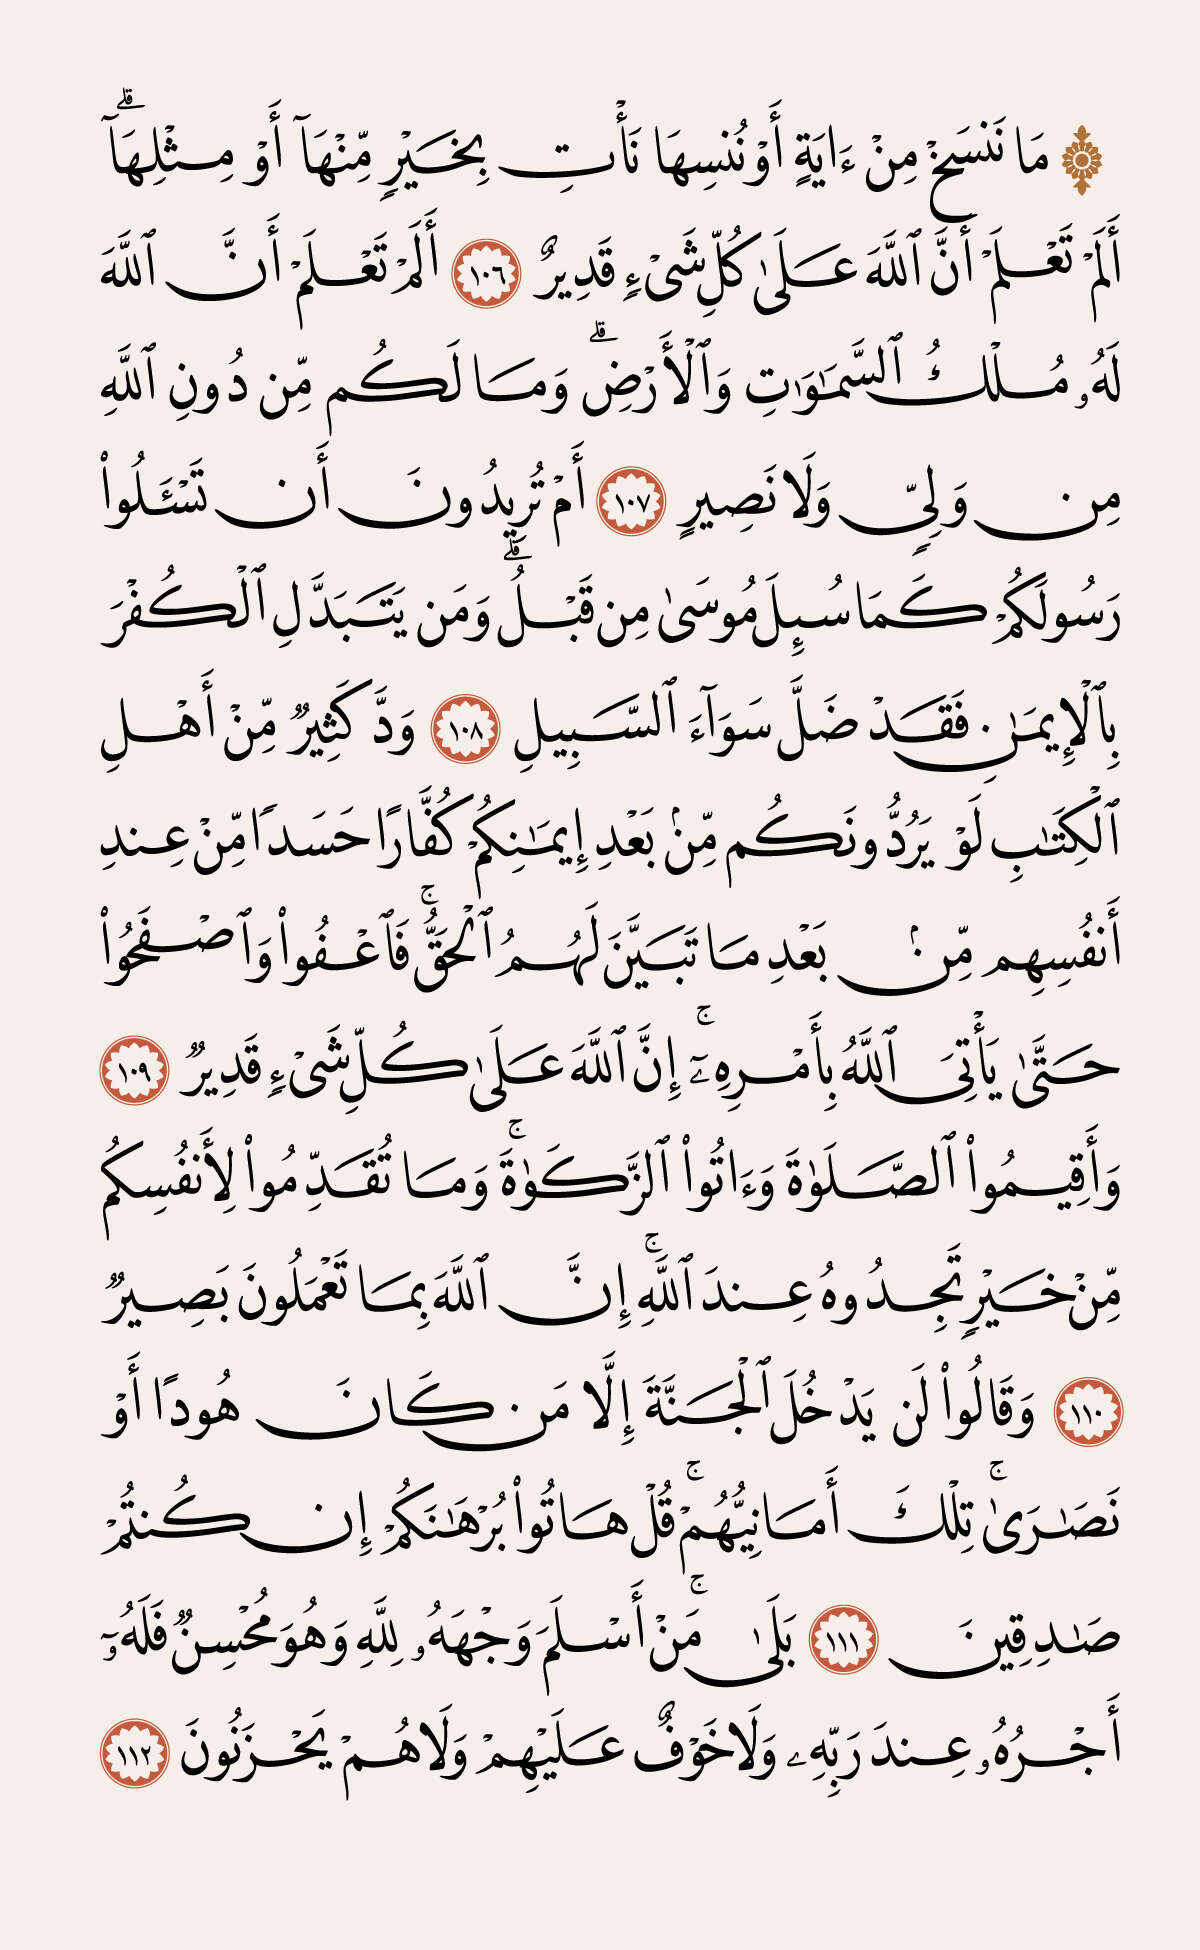 ۞ مَا نَنسَخْ مِنْ ءَايَةٍ أَوْ نُنسِهَا نَأْتِ بِخَيْرٍ مِّنْهَآ أَوْ مِثْلِهَآ ۗ
أَلَمْ تَعْلَمْ أَنَّ ٱللَّهَ عَلَىٰ كُلِّ شَىْءٍ قَدِيرٌ ١٠٦ أَلَمْ تَعْلَمْ أَنَّ ٱللَّهَ
لَهُۥ مُلْكُ ٱلسَّمَـٰوَٰتِ وَٱلْأَرْضِ ۗ وَمَا لَكُم مِّن دُونِ ٱللَّهِ
مِن وَلِىٍّ وَلَا نَصِيرٍ ١٠٧ أَمْ تُرِيدُونَ أَن تَسْـَٔلُوا۟
رَسُولَكُمْ كَمَا سُئِلَ مُوسَىٰ مِن قَبْلُ ۗ وَمَن يَتَبَدَّلِ ٱلْكُفْرَ
بِٱلْإِيمَـٰنِ فَقَدْ ضَلَّ سَوَآءَ ٱلسَّبِيلِ ١٠٨ وَدَّ كَثِيرٌ مِّنْ أَهْلِ
ٱلْكِتَـٰبِ لَوْ يَرُدُّونَكُم مِّنۢ بَعْدِ إِيمَـٰنِكُمْ كُفَّارًا حَسَدًا مِّنْ عِندِ
أَنفُسِهِم مِّنۢ بَعْدِ مَا تَبَيَّنَ لَهُمُ ٱلْحَقُّ ۚ فَٱعْفُوا۟ وَٱصْفَحُوا۟
حَتَّىٰ يَأْتِىَ ٱللَّهُ بِأَمْرِهِۦٓ ۚ إِنَّ ٱللَّهَ عَلَىٰ كُلِّ شَىْءٍ قَدِيرٌ ١٠٩
وَأَقِيمُوا۟ ٱلصَّلَوٰةَ وَءَاتُوا۟ ٱلزَّكَوٰةَ ۚ وَمَا تُقَدِّمُوا۟ لِأَنفُسِكُم
مِّنْ خَيْرٍ تَجِدُوهُ عِندَ ٱللَّهِ ۚ إِنَّ ٱللَّهَ بِمَا تَعْمَلُونَ بَصِيرٌ
١١٠ وَقَالُوا۟ لَن يَدْخُلَ ٱلْجَنَّةَ إِلَّا مَن كَانَ هُودًا أَوْ
نَصَـٰرَىٰ ۚ تِلْكَ أَمَانِيُّهُمْ ۚ قُلْ هَاتُوا۟ بُرْهَـٰنَكُمْ إِن كُنتُمْ
صَـٰدِقِينَ ١١١ بَلَىٰ ۚ مَنْ أَسْلَمَ وَجْهَهُۥ لِلَّهِ وَهُوَ مُحْسِنٌ فَلَهُۥٓ
أَجْرُهُۥ عِندَ رَبِّهِۦ وَلَا خَوْفٌ عَلَيْهِمْ وَلَا هُمْ يَحْزَنُونَ ١١٢